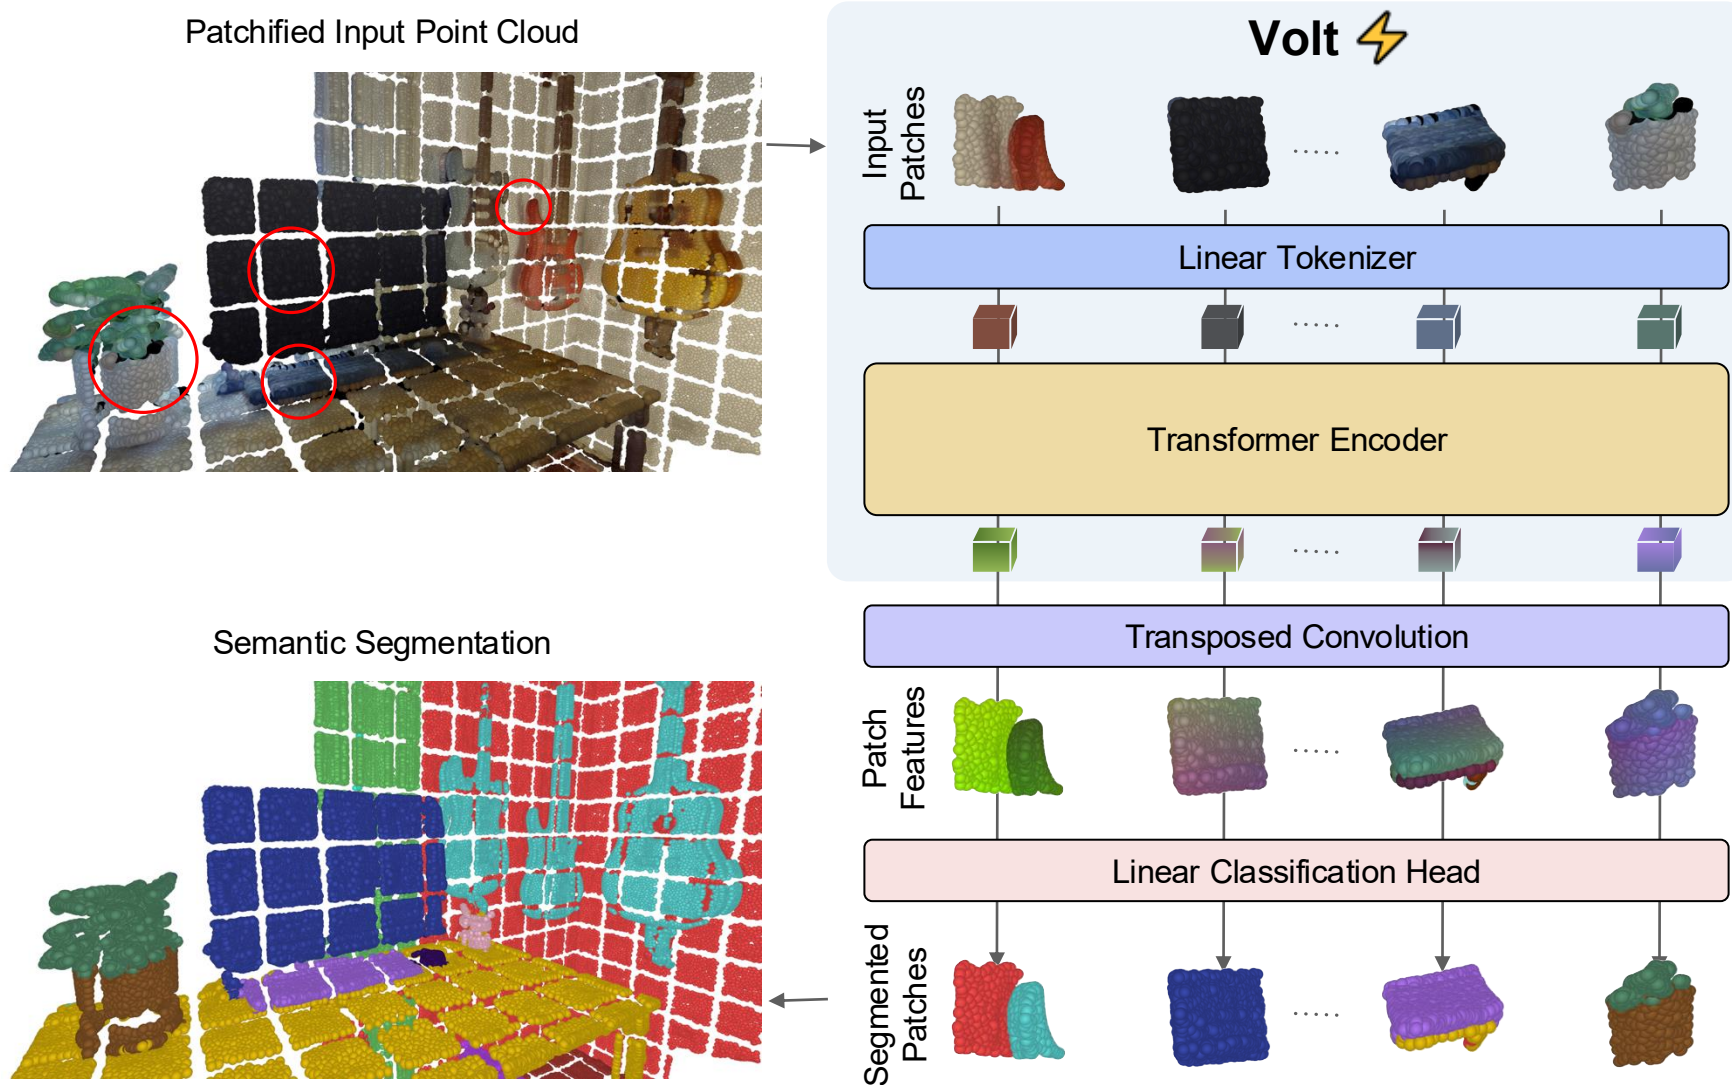 Patchified Input Point Cloud
Volt ⚡
Input
Patches
Linear Tokenizer
Transformer Encoder
Semantic Segmentation
Transposed Convolution
Patch
Features
Linear Classification Head
Segmented
Patches